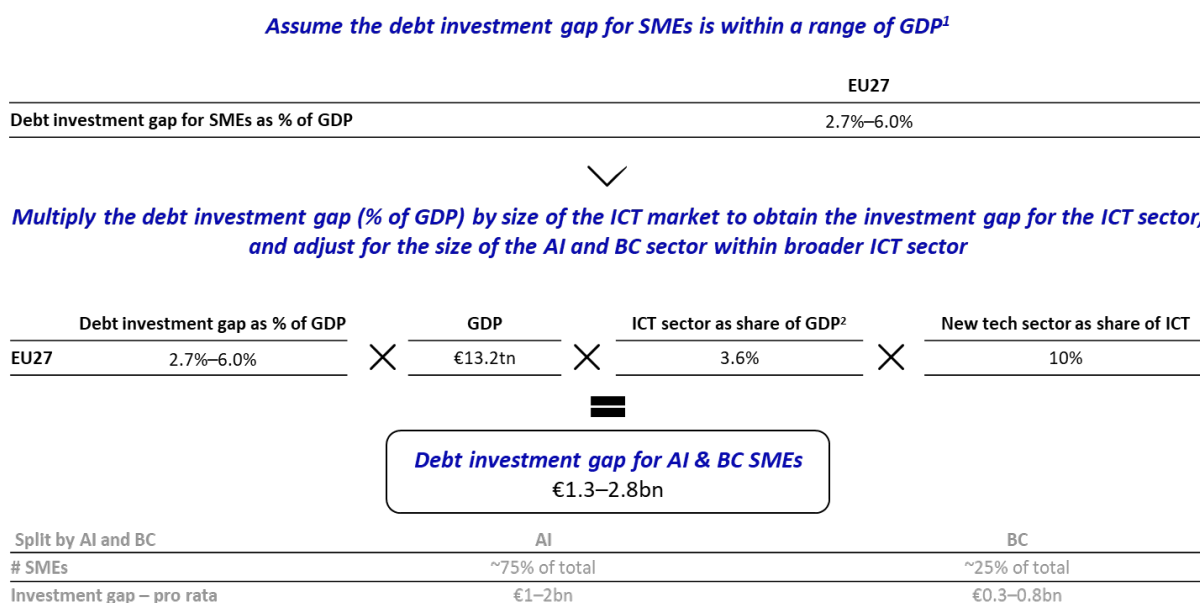 Assume the debt investment gap for SMEs is within a range of GDP¹
EU27
Debt investment gap for SMEs as % of GDP 2.7%–6.0%
Multiply the debt investment gap (% of GDP) by size of the ICT market to obtain the investment gap for the ICT sector,
and adjust for the size of the AI and BC sector within broader ICT sector
Debt investment gap as % of GDP GDP ICT sector as share of GDP² New tech sector as share of ICT
EU27 2.7%–6.0% €13.2tn 3.6% 10%
Debt investment gap for AI & BC SMEs
€1.3–2.8bn
Split by AI and BC AI BC
# SMEs ~75% of total ~25% of total
Investment gap – pro rata €1–2bn €0.3–0.8bn